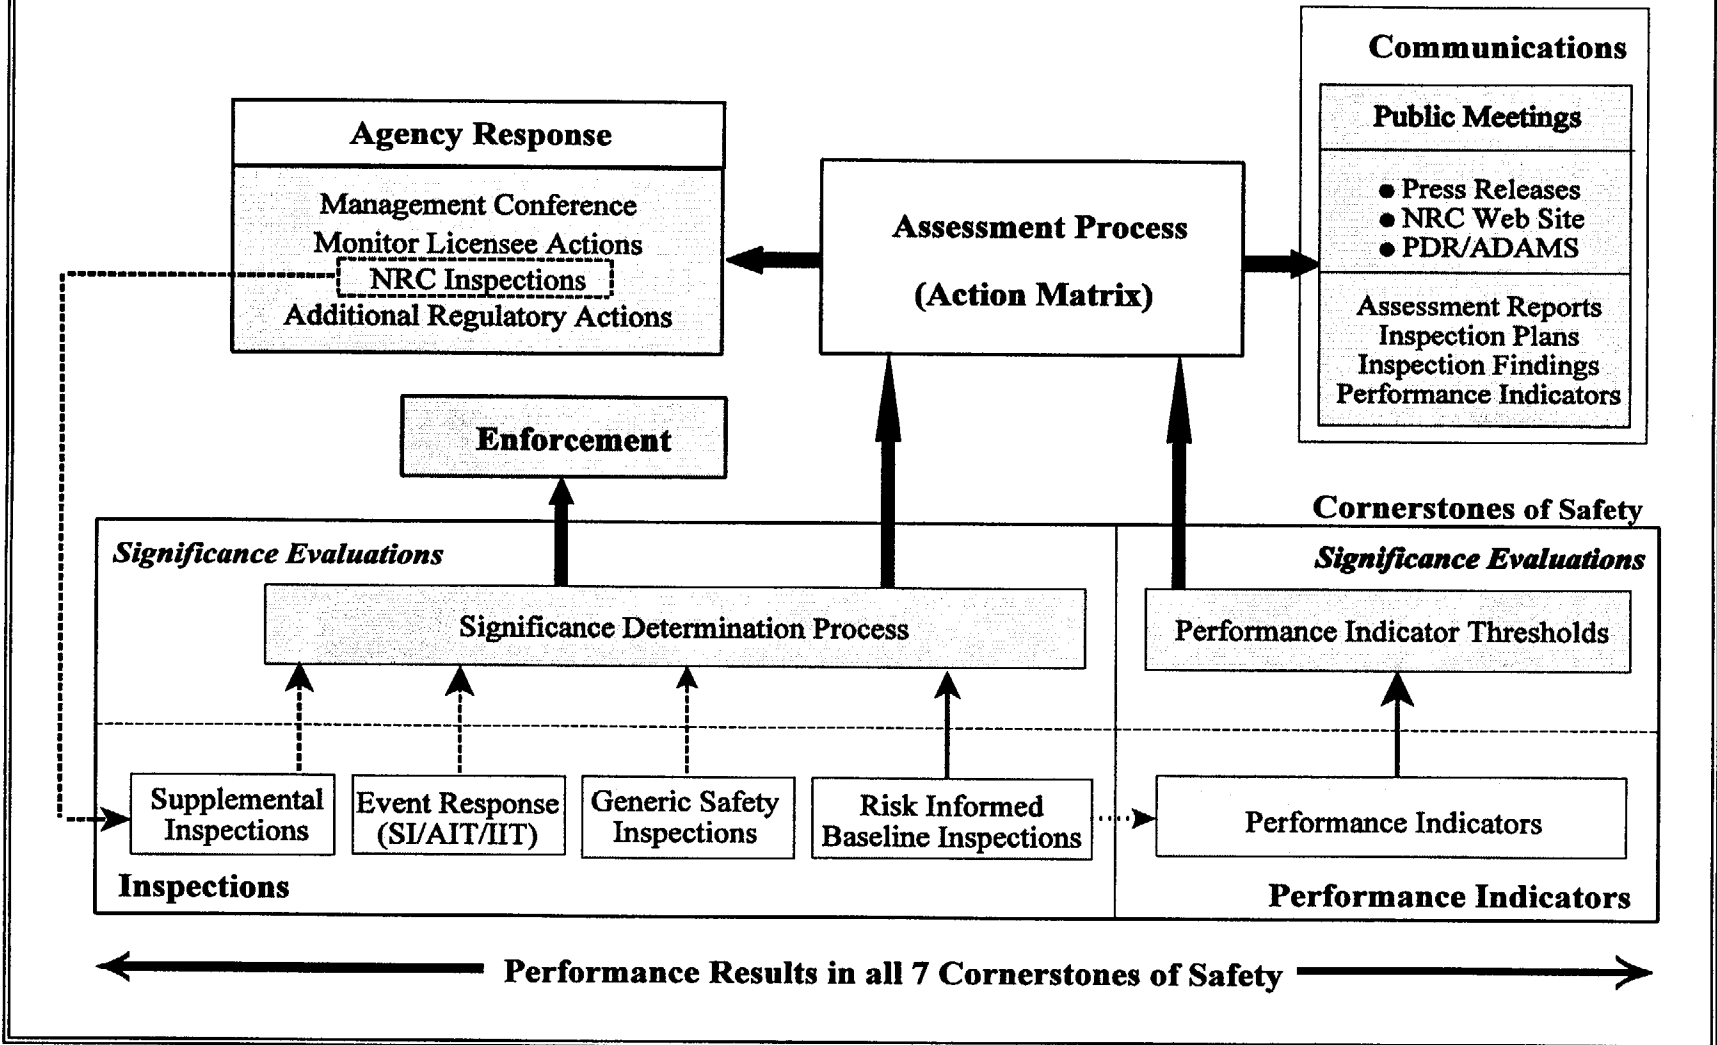 Communications
Public Meetings
● Press Releases
● NRC Web Site
● PDR/ADAMS
Assessment Reports
Inspection Plans
Inspection Findings
Performance Indicators
Agency Response
Management Conference
Monitor Licensee Actions
NRC Inspections
Additional Regulatory Actions
Assessment Process
(Action Matrix)
Enforcement
Cornerstones of Safety
Significance Evaluations
Significance Evaluations
Significance Determination Process
Performance Indicator Thresholds
Supplemental
Inspections
Event Response
(SI/AIT/IIT)
Generic Safety
Inspections
Risk Informed
Baseline Inspections
Performance Indicators
Inspections
Performance Indicators
Performance Results in all 7 Cornerstones of Safety